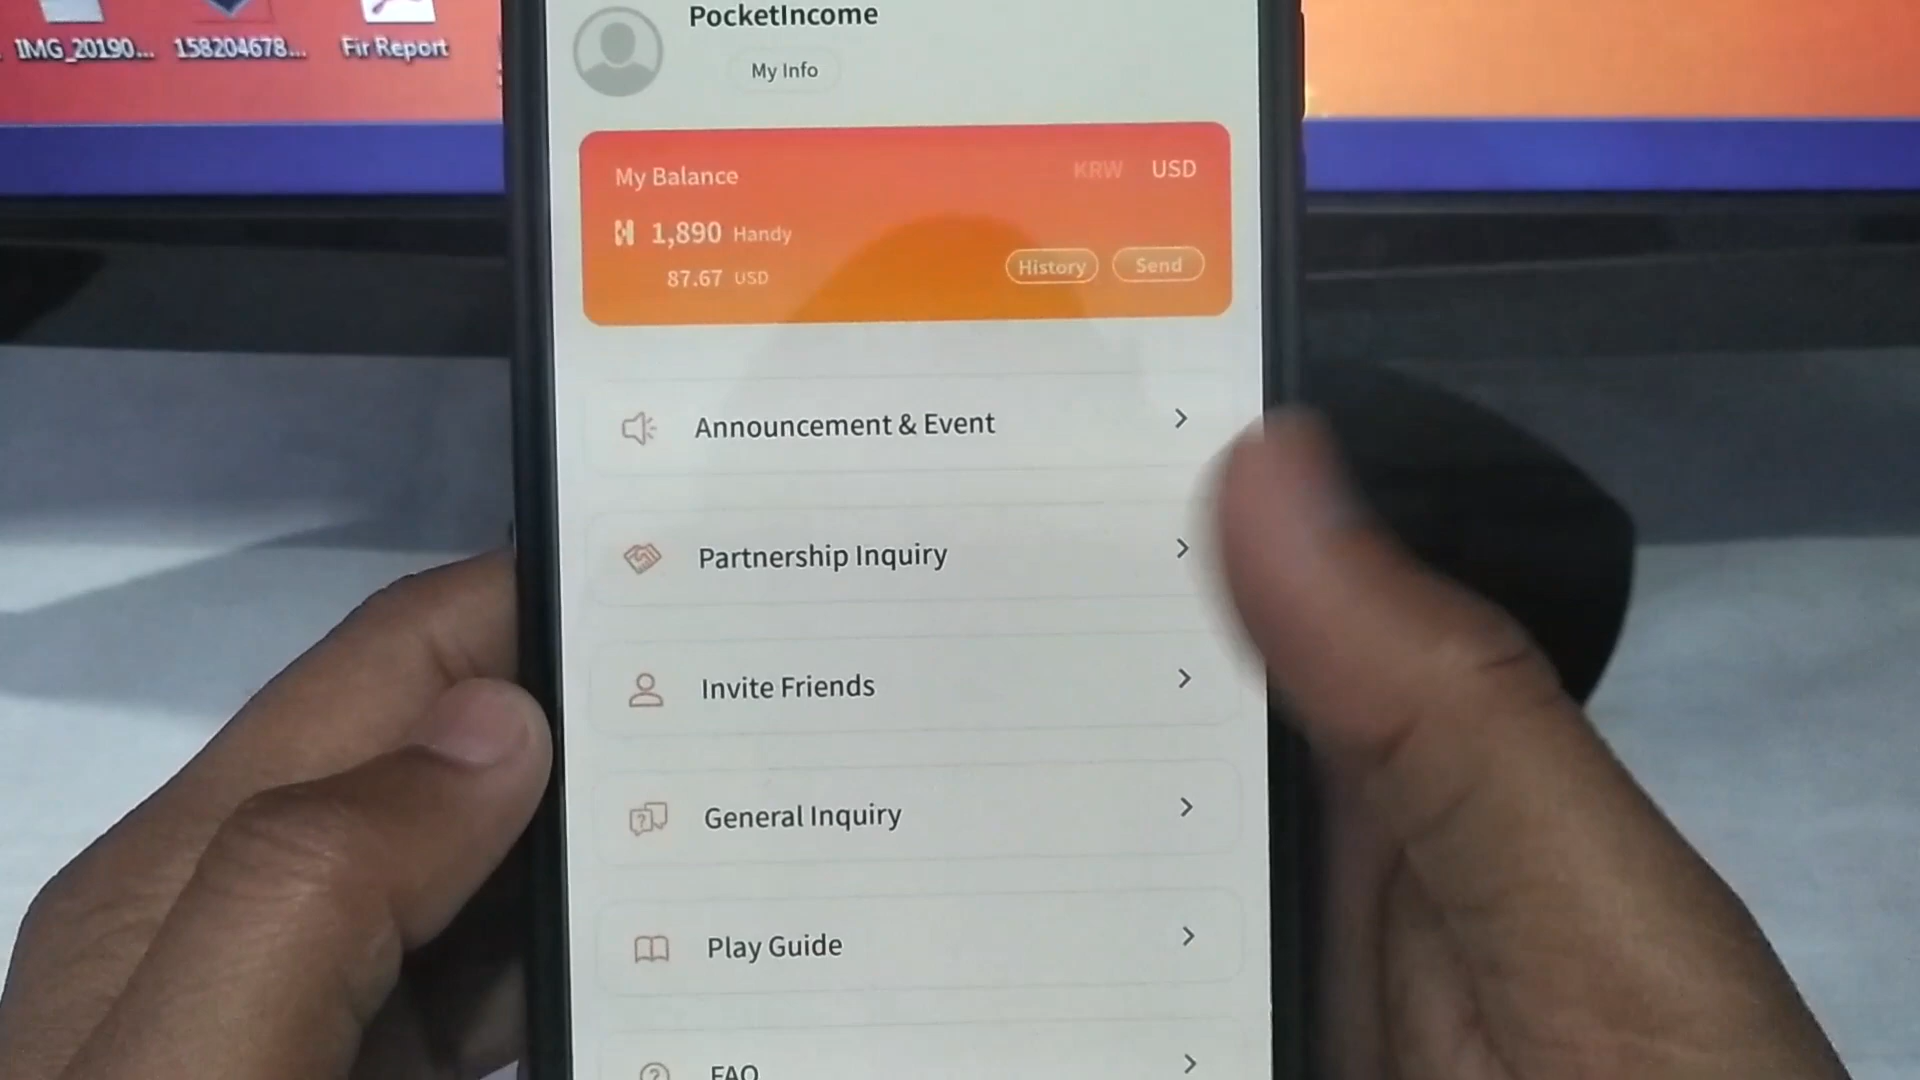 IMG_20190...
158204678...
Fir Report
PocketIncome
My Info
My Balance
KRW USD
1,890 Handy
87.67 USD
History
Send
Announcement & Event
Partnership Inquiry
Invite Friends
General Inquiry
Play Guide
FAQ